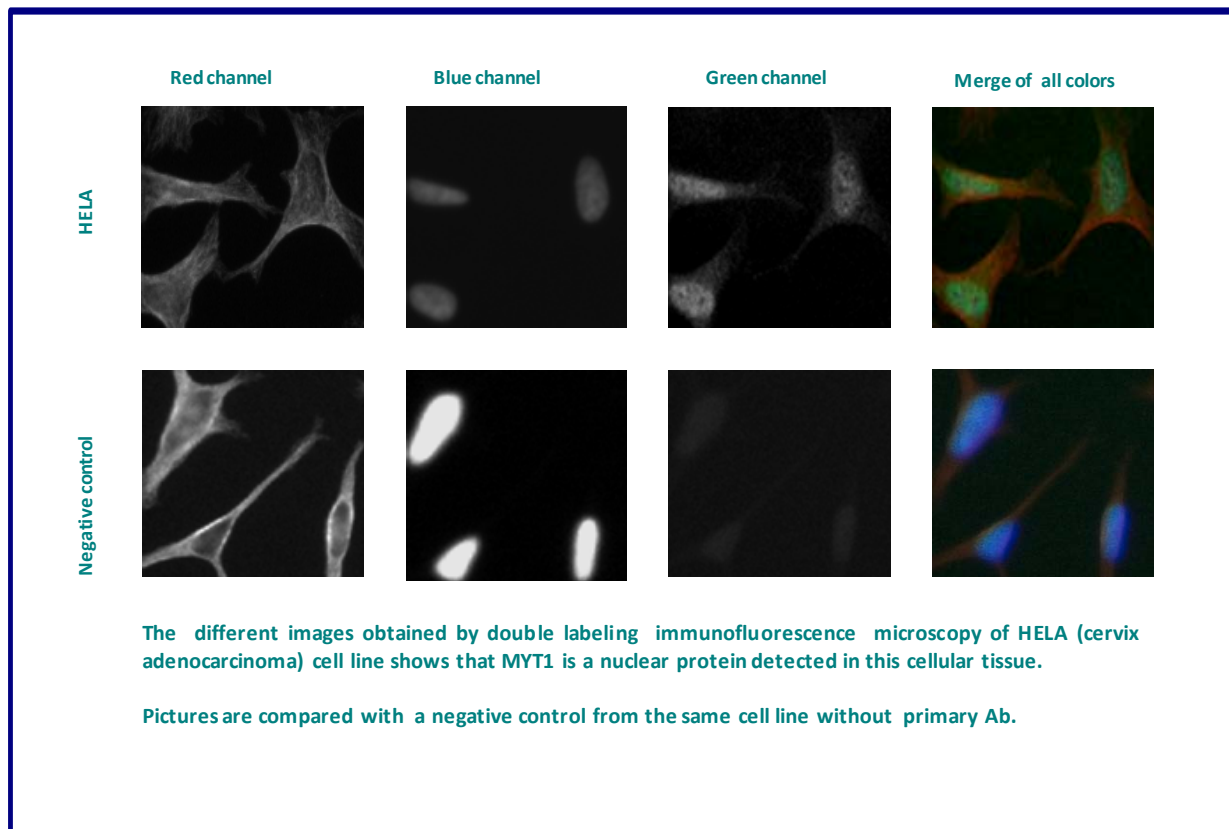 Red channel
Blue channel
Green channel
Merge of all colors
HELA
Negative control
The different images obtained by double labeling immunofluorescence microscopy of HELA (cervix
adenocarcinoma) cell line shows that MYT1 is a nuclear protein detected in this cellular tissue.
Pictures are compared with a negative control from the same cell line without primary Ab.